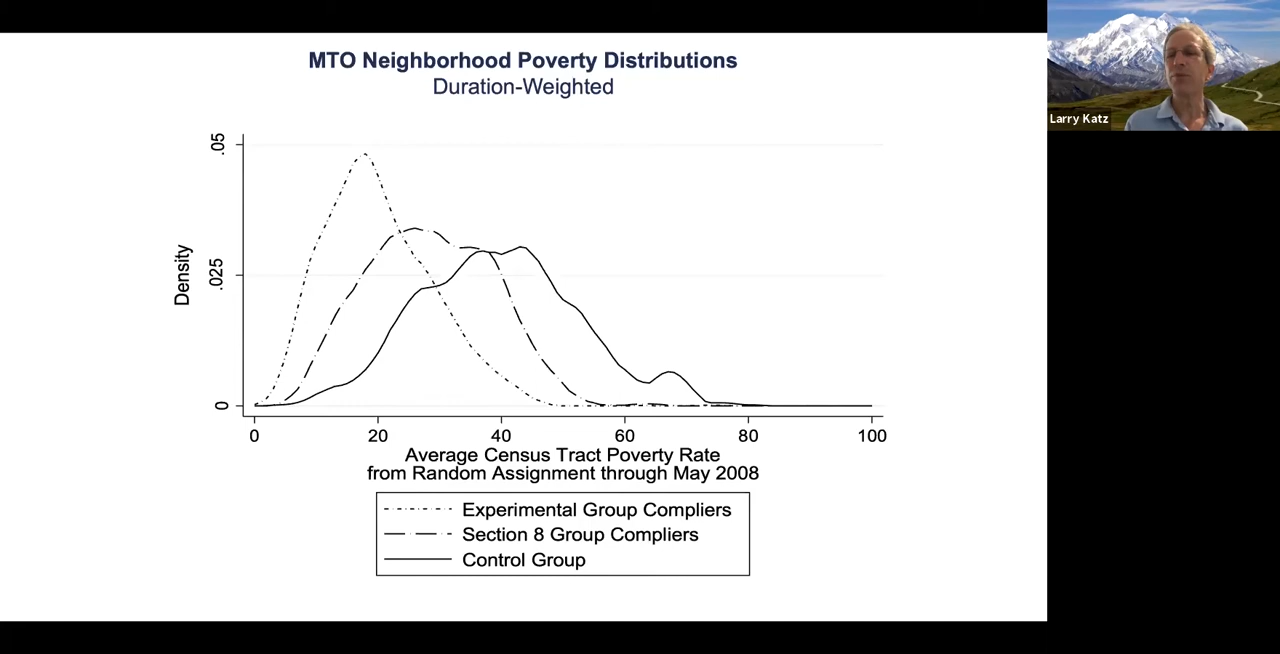 MTO Neighborhood Poverty Distributions
Duration-Weighted
Larry Katz
.05
.025
0
Density
0 20 40 60 80 100
Average Census Tract Poverty Rate
from Random Assignment through May 2008
Experimental Group Compliers
Section 8 Group Compliers
Control Group